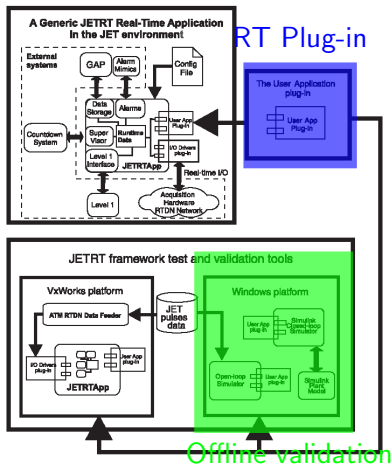 A Generic JETRT Real-Time Application
in the JET environment
RT Plug-in
External
systems
GAP
Alarm
Mimics
Config
File
Data
Storage
Alarms
User App
Plug-in
Super
Visor
Runtime
Data
Countdown
System
Level 1
Interface
I/O Drivers
plug-in
JETRTApp
Real-time I/O
Level 1
Acquisition
Hardware
RTDN Network
The User Application
plug-in
User App
Plug-in
JETRT framework test and validation tools
VxWorks platform
ATM RTDN Data Feeder
I/O Drivers
plug-in
User App
plug-in
JETRTApp
JET
pulses
data
Windows platform
User App
plug-in
Simulink
Closed-loop
Simulator
Open-loop
Simulator
User App
plug-in
Simulink
Plant
Model
Offline validation